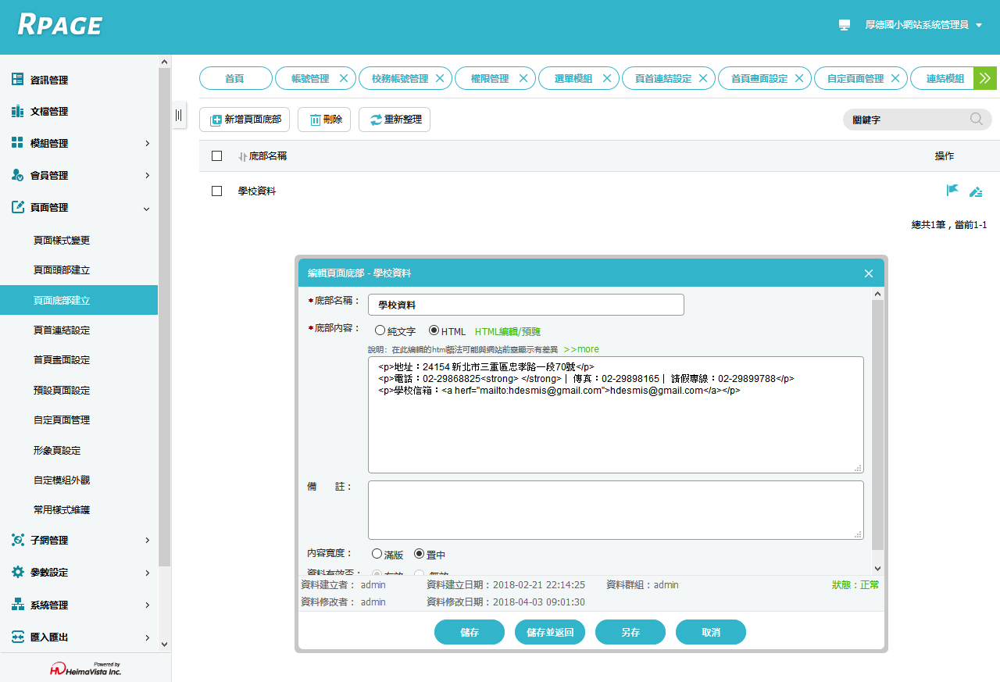 RPAGE
厚德國小網站系統管理員
資訊管理
文檔管理
模組管理
會員管理
頁面管理
頁面樣式變更
頁面頭部建立
頁面底部建立
頁首連結設定
首頁畫面設定
預設頁面設定
自定頁面管理
形象頁設定
自定模組外觀
常用樣式維護
子網管理
參數設定
系統管理
匯入匯出
Powered by
HeimaVista Inc.
首頁 帳號管理 校務帳號管理 權限管理 選單模組 頁首連結設定 首頁畫面設定 自定頁面管理 連結模組
新增頁面底部 刪除 重新整理 關鍵字
底部名稱 操作
學校資料
總共1筆，當前1-1
編輯頁面底部 - 學校資料
*底部名稱： 學校資料
*底部內容： 純文字 HTML HTML編輯/預覽
說明: 在此編輯的html語法可能與網站前臺顯示有差異 >>more
<p>地址：24154 新北市三重區忠孝路一段70號</p>
<p>電話：02-29868825<strong> </strong>｜ 傳真：02-29898165｜ 請假專線：02-29899788</p>
<p>學校信箱：<a herf="mailto:hdesmis@gmail.com">hdesmis@gmail.com</a></p>
備 註：
內容寬度： 滿版 置中
資料有效否： 有效 無效
資料建立者： admin 資料建立日期：2018-02-21 22:14:25 資料群組：admin 狀態：正常
資料修改者： admin 資料修改日期：2018-04-03 09:01:30
儲存 儲存並返回 另存 取消